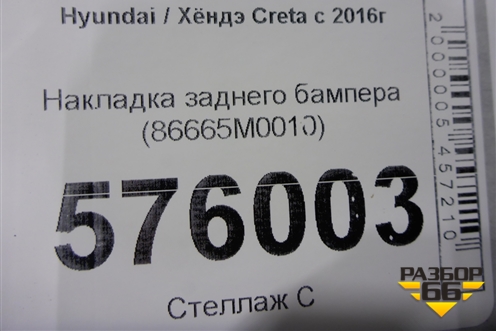 Hyundai / Хёндэ Creta с 2016г
Накладка заднего бампера
(86665M0010)
576003
Стеллаж С
2000005457210
РАЗБОР
66